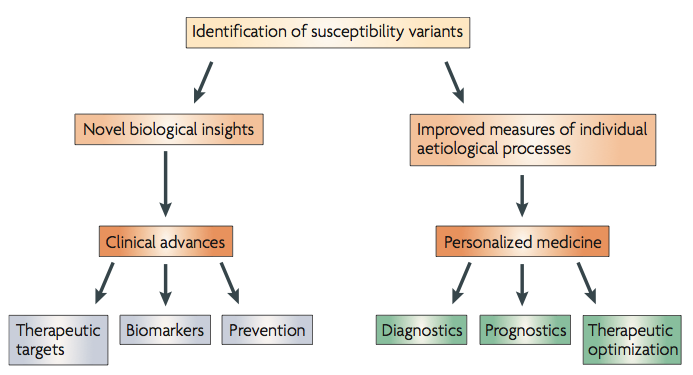 Identification of susceptibility variants
Novel biological insights
Improved measures of individual
aetiological processes
Clinical advances
Personalized medicine
Therapeutic
targets
Biomarkers
Prevention
Diagnostics
Prognostics
Therapeutic
optimization